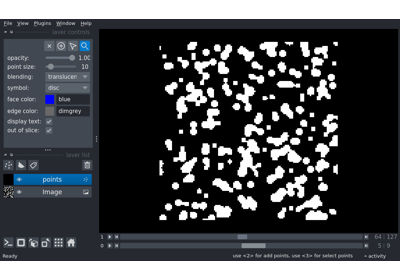 File View Plugins Window Help
layer controls
opacity: 1.00
point size: 10
blending: translucen
symbol: disc
face color: blue
edge color: dimgrey
display text:
out of slice:
layer list
points
Image
1 64 127
0 5 9
Ready use <2> for add points, use <3> for select points activity